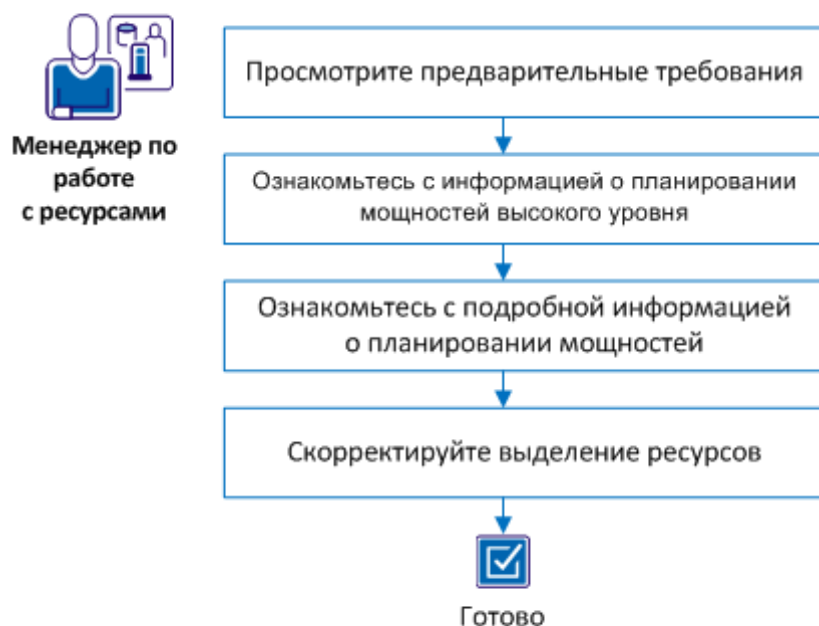 Менеджер по
работе
с ресурсами
Просмотрите предварительные требования
Ознакомьтесь с информацией о планировании
мощностей высокого уровня
Ознакомьтесь с подробной информацией
о планировании мощностей
Скорректируйте выделение ресурсов
Готово